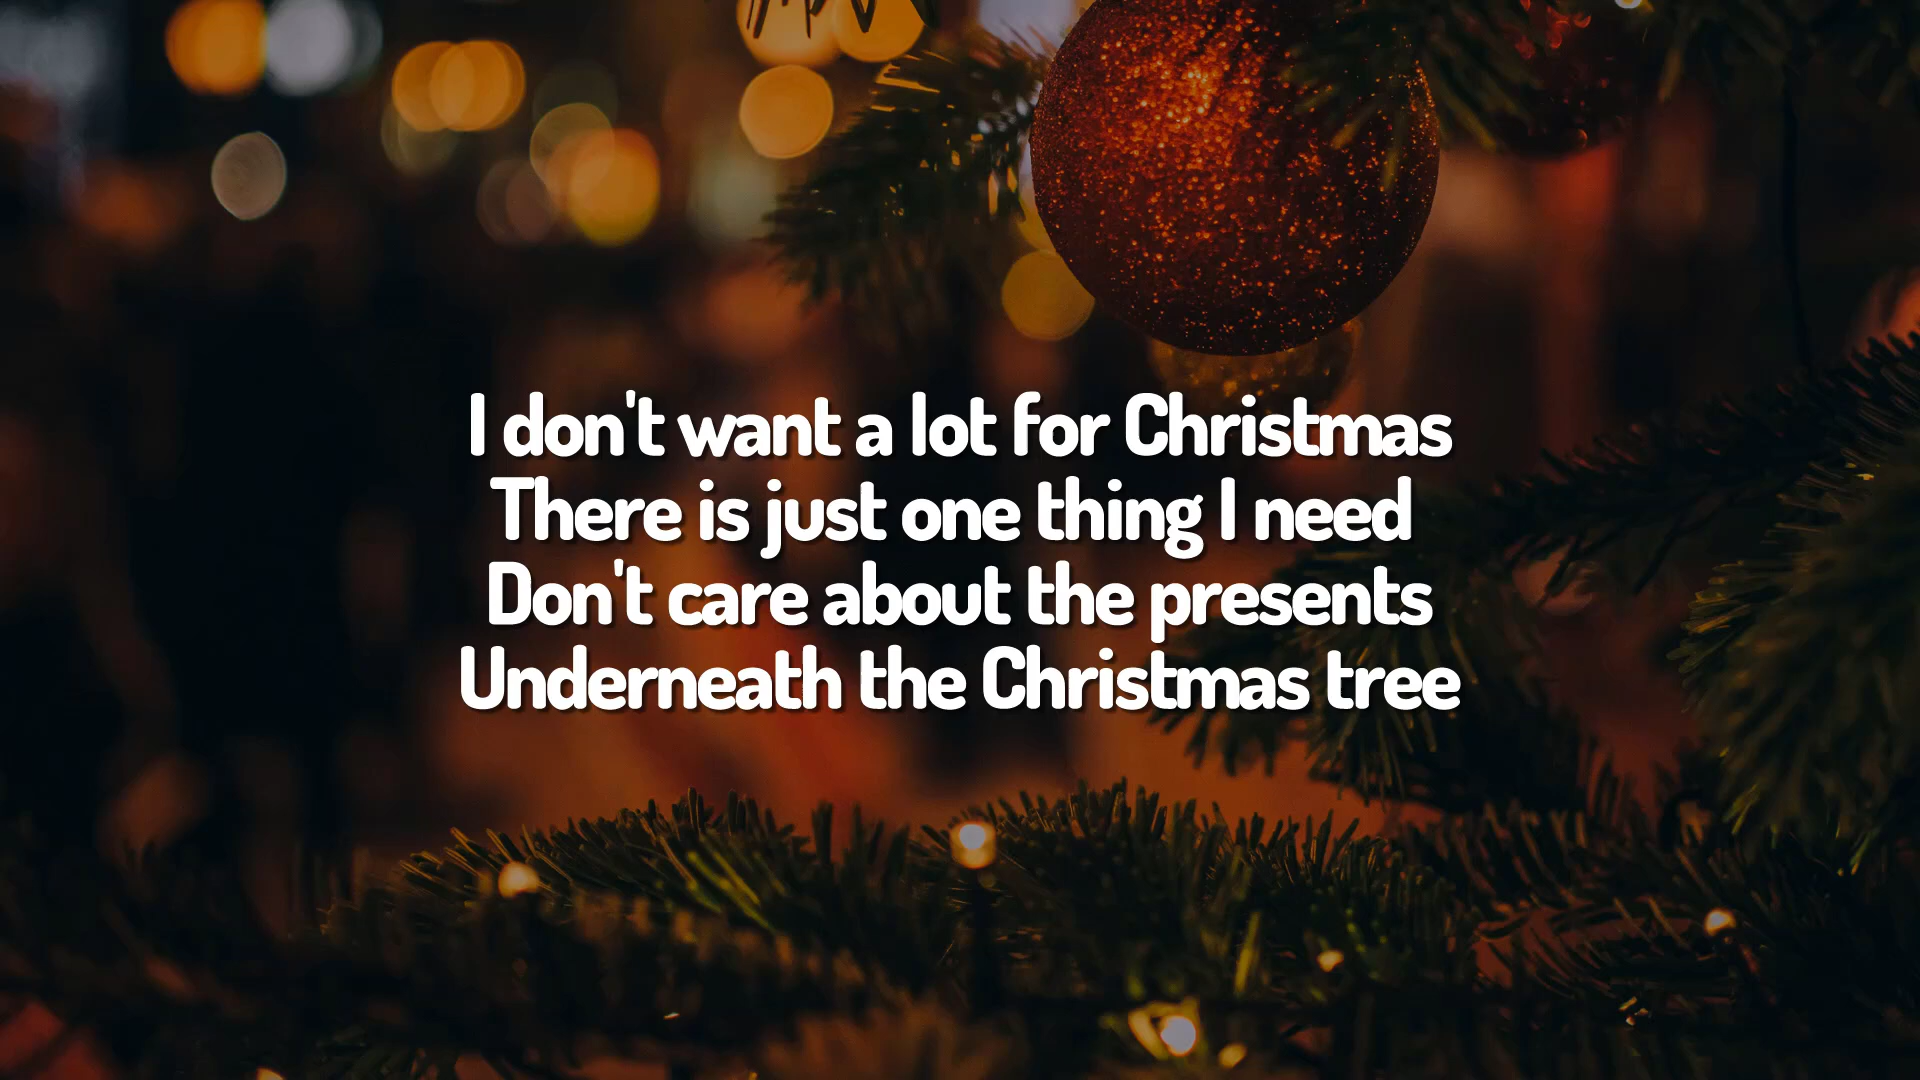 I don't want a lot for Christmas
There is just one thing I need
Don't care about the presents
Underneath the Christmas tree